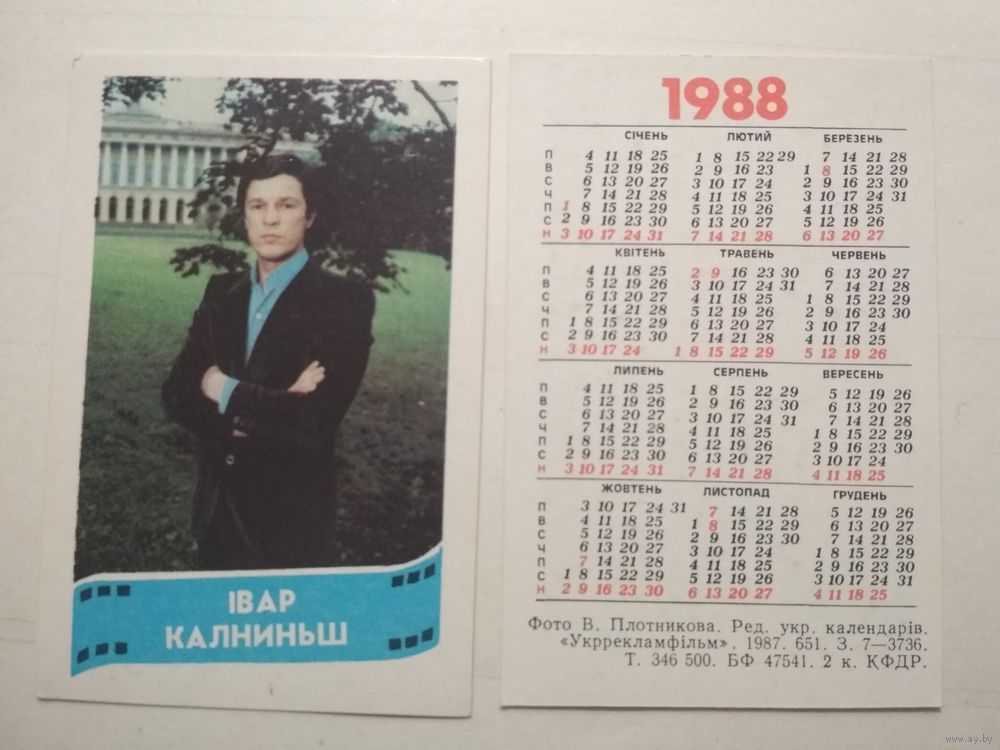 ІВАР
КАЛНИНЬШ
1988
СІЧЕНЬ ЛЮТИЙ БЕРЕЗЕНЬ
П 4 11 18 25 1 8 15 22 29 7 14 21 28
В 5 12 19 26 2 9 16 23 1 8 15 22 29
С 6 13 20 27 3 10 17 24 2 9 16 23 30
Ч 7 14 21 28 4 11 18 25 3 10 17 24 31
П 1 8 15 22 29 5 12 19 26 4 11 18 25
С 2 9 16 23 30 6 13 20 27 5 12 19 26
Н 3 10 17 24 31 7 14 21 28 6 13 20 27
КВІТЕНЬ ТРАВЕНЬ ЧЕРВЕНЬ
П 4 11 18 25 2 9 16 23 30 6 13 20 27
В 5 12 19 26 3 10 17 24 31 7 14 21 28
С 6 13 20 27 4 11 18 25 1 8 15 22 29
Ч 7 14 21 28 5 12 19 26 2 9 16 23 30
П 1 8 15 22 29 6 13 20 27 3 10 17 24
С 2 9 16 23 30 7 14 21 28 4 11 18 25
Н 3 10 17 24 1 8 15 22 29 5 12 19 26
ЛИПЕНЬ СЕРПЕНЬ ВЕРЕСЕНЬ
П 4 11 18 25 1 8 15 22 29 5 12 19 26
В 5 12 19 26 2 9 16 23 30 6 13 20 27
С 6 13 20 27 3 10 17 24 31 7 14 21 28
Ч 7 14 21 28 4 11 18 25 1 8 15 22 29
П 1 8 15 22 29 5 12 19 26 2 9 16 23 30
С 2 9 16 23 30 6 13 20 27 3 10 17 24
Н 3 10 17 24 31 7 14 21 28 4 11 18 25
ЖОВТЕНЬ ЛИСТОПАД ГРУДЕНЬ
П 3 10 17 24 31 7 14 21 28 5 12 19 26
В 4 11 18 25 1 8 15 22 29 6 13 20 27
С 5 12 19 26 2 9 16 23 30 7 14 21 28
Ч 6 13 20 27 3 10 17 24 1 8 15 22 29
П 7 14 21 28 4 11 18 25 2 9 16 23 30
С 1 8 15 22 29 5 12 19 26 3 10 17 24 31
Н 2 9 16 23 30 6 13 20 27 4 11 18 25
Фото В. Плотникова. Ред. укр. календарів.
«Укррекламфільм». 1987. 651. З. 7—3736.
Т. 346 500. БФ 47541. 2 к. ҚФДР.
www.ay.by